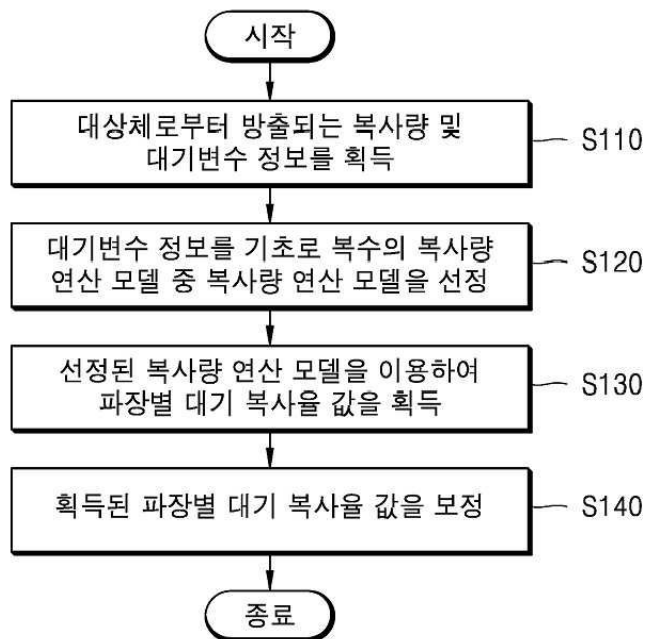 시작
대상체로부터 방출되는 복사량 및
대기변수 정보를 획득
S110
대기변수 정보를 기초로 복수의 복사량
연산 모델 중 복사량 연산 모델을 선정
S120
선정된 복사량 연산 모델을 이용하여
파장별 대기 복사율 값을 획득
S130
획득된 파장별 대기 복사율 값을 보정
S140
종료